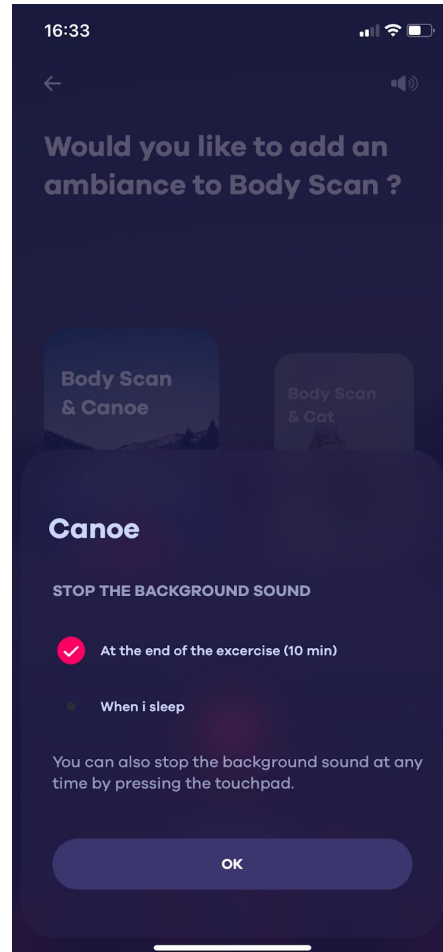 16:33
Would you like to add an
ambiance to Body Scan ?
Body Scan
& Canoe
Body Scan
& Cat
Canoe
STOP THE BACKGROUND SOUND
At the end of the excercise (10 min)
When i sleep
You can also stop the background sound at any
time by pressing the touchpad.
OK